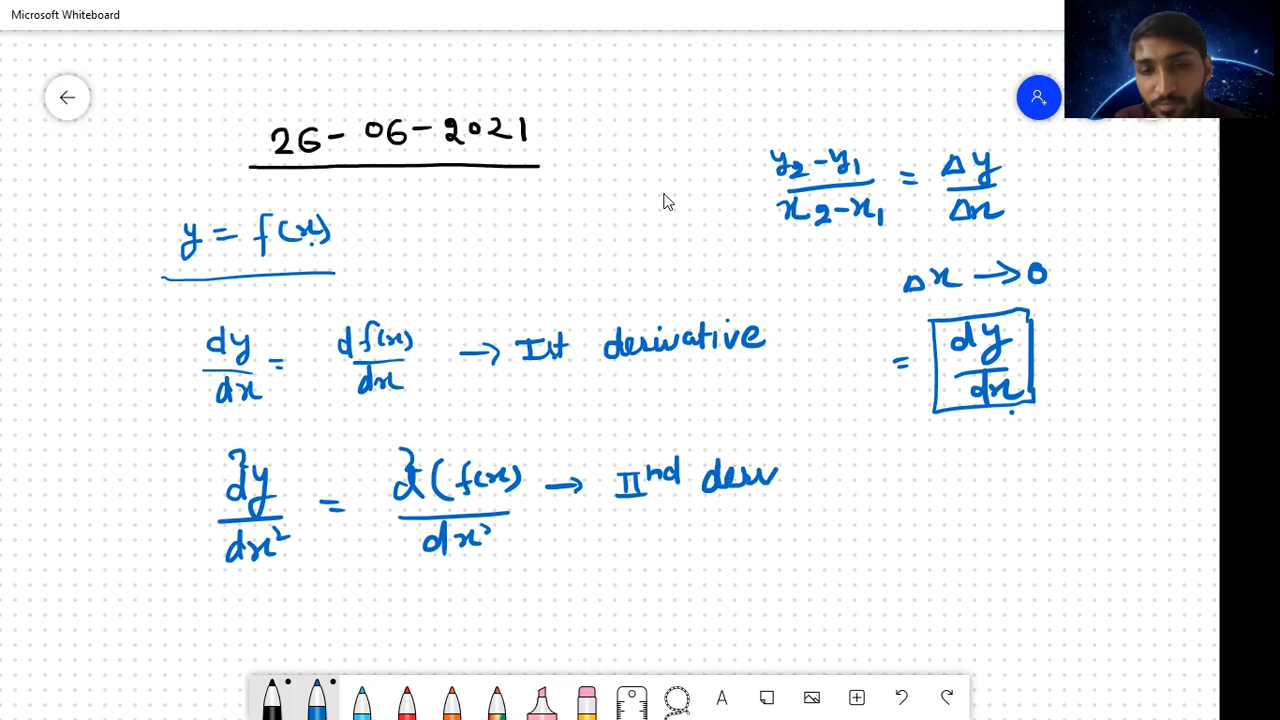 Microsoft Whiteboard
26-06-2021
y = f(x)
dy/dx = df(x)/dx → Ist derivative
d²y/dx² = d²(f(x)/dx² → IInd deriv
y2-y1/x2-x1 = Δy/Δx
Δx → 0
= dy/dx
A